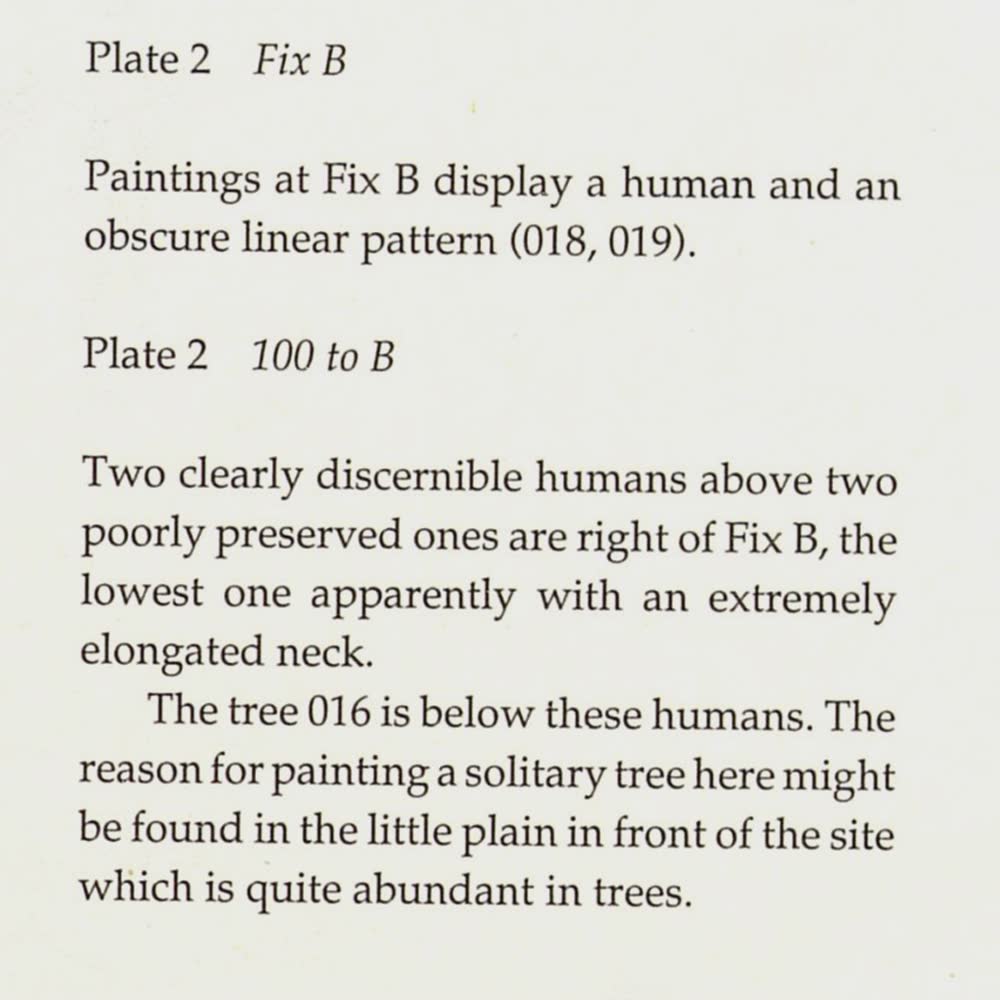 Plate 2 Fix B
Paintings at Fix B display a human and an
obscure linear pattern (018, 019).
Plate 2 100 to B
Two clearly discernible humans above two
poorly preserved ones are right of Fix B, the
lowest one apparently with an extremely
elongated neck.
The tree 016 is below these humans. The
reason for painting a solitary tree here might
be found in the little plain in front of the site
which is quite abundant in trees.